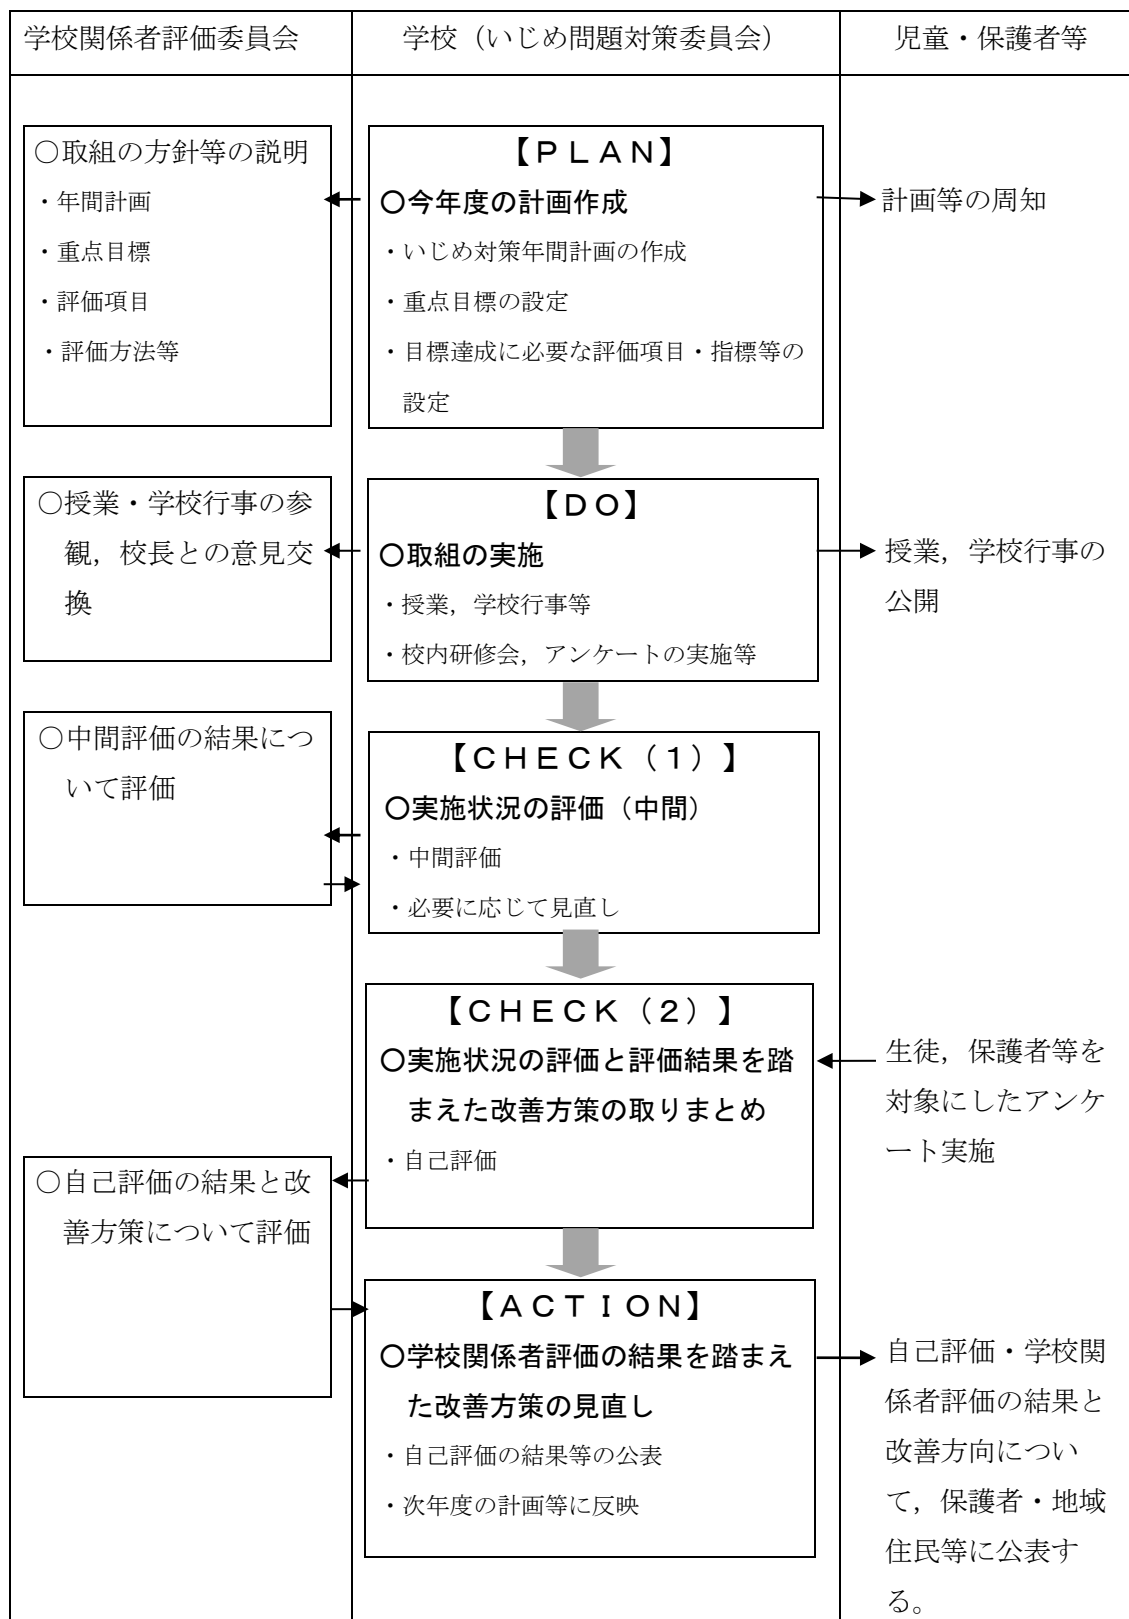 学校関係者評価委員会
学校（いじめ問題対策委員会）
児童・保護者等
○取組の方針等の説明
・年間計画
・重点目標
・評価項目
・評価方法等
【ＰＬＡＮ】
○今年度の計画作成
・いじめ対策年間計画の作成
・重点目標の設定
・目標達成に必要な評価項目・指標等の
設定
計画等の周知
○授業・学校行事の参
観，校長との意見交
換
【ＤＯ】
○取組の実施
・授業，学校行事等
・校内研修会，アンケートの実施等
授業，学校行事の
公開
○中間評価の結果につ
いて評価
【ＣＨＥＣＫ（１）】
○実施状況の評価（中間）
・中間評価
・必要に応じて見直し
【ＣＨＥＣＫ（２）】
○実施状況の評価と評価結果を踏
まえた改善方策の取りまとめ
・自己評価
生徒，保護者等を
対象にしたアンケ
ート実施
○自己評価の結果と改
善方策について評価
【ＡＣＴＩＯＮ】
○学校関係者評価の結果を踏まえ
た改善方策の見直し
・自己評価の結果等の公表
・次年度の計画等に反映
自己評価・学校関
係者評価の結果と
改善方向につい
て，保護者・地域
住民等に公表す
る。